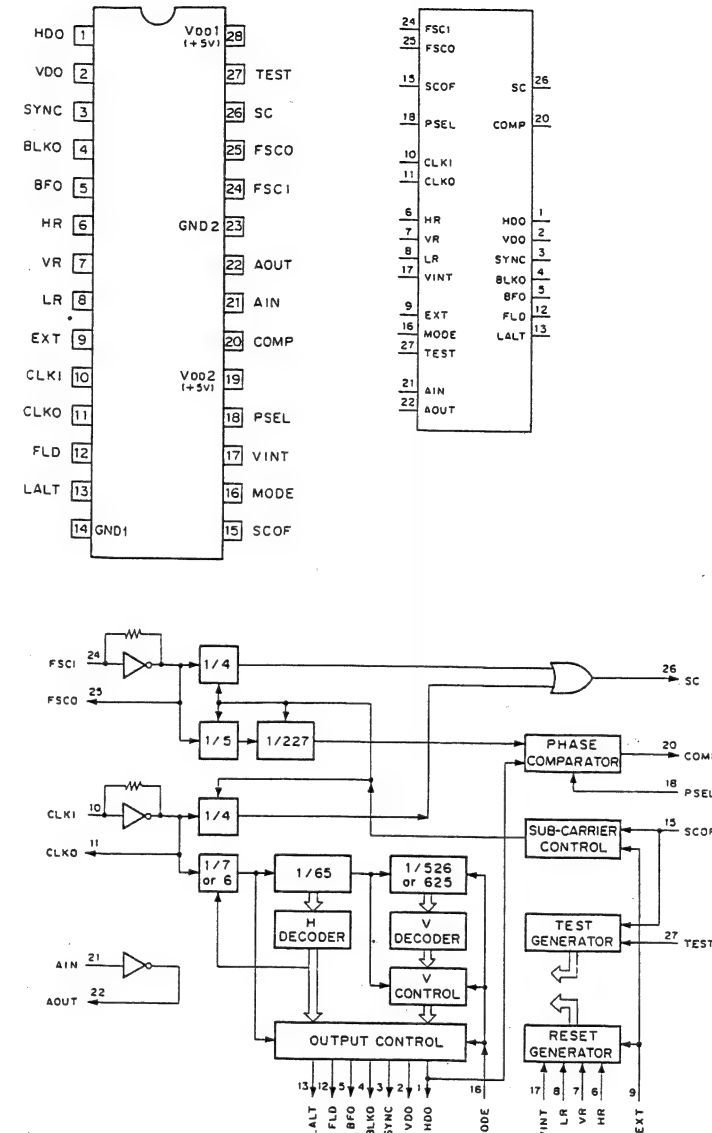 HDO 1
VDO 2
SYNC 3
BLKO 4
BFO 5
HR 6
VR 7
LR 8
EXT 9
CLKI 10
CLKO 11
FLD 12
LALT 13
14 GND1
VDD1 28
(+5V)
27 TEST
26 SC
25 FSCO
24 FSCI
GND2 23
22 AOUT
21 AIN
20 COMP
VDD2 19
(+5V)
18 PSEL
17 VINT
16 MODE
15 SCOF
24 FSCI
25 FSCO
15 SCOF
18 PSEL
10 CLKI
11 CLKO
6 HR
7 VR
8 LR
17 VINT
9 EXT
16 MODE
27 TEST
21 AIN
22 AOUT
SC 26
COMP 20
HDO 1
VDO 2
SYNC 3
BLKO 4
BFO 5
FLD 12
LALT 13
FSCI 24
1/4
26 SC
FSCO 25
1/5
1/227
PHASE
COMPARATOR
20 COM
18 PSEL
CLKI 10
1/4
CLKO 11
SUB-CARRIER
CONTROL
15 SCOF
1/7
or 6
1/65
1/526
or 625
H
DECODER
V
DECODER
TEST
GENERATOR
27 TEST
AIN 21
AOUT 22
V
CONTROL
OUTPUT CONTROL
RESET
GENERATOR
13 12 5 4 3 2 1 16 17 8 7 6 9
LALT FLD BFO BLKO SYNC VDO HDO ODE VINT LR VR HR EXT